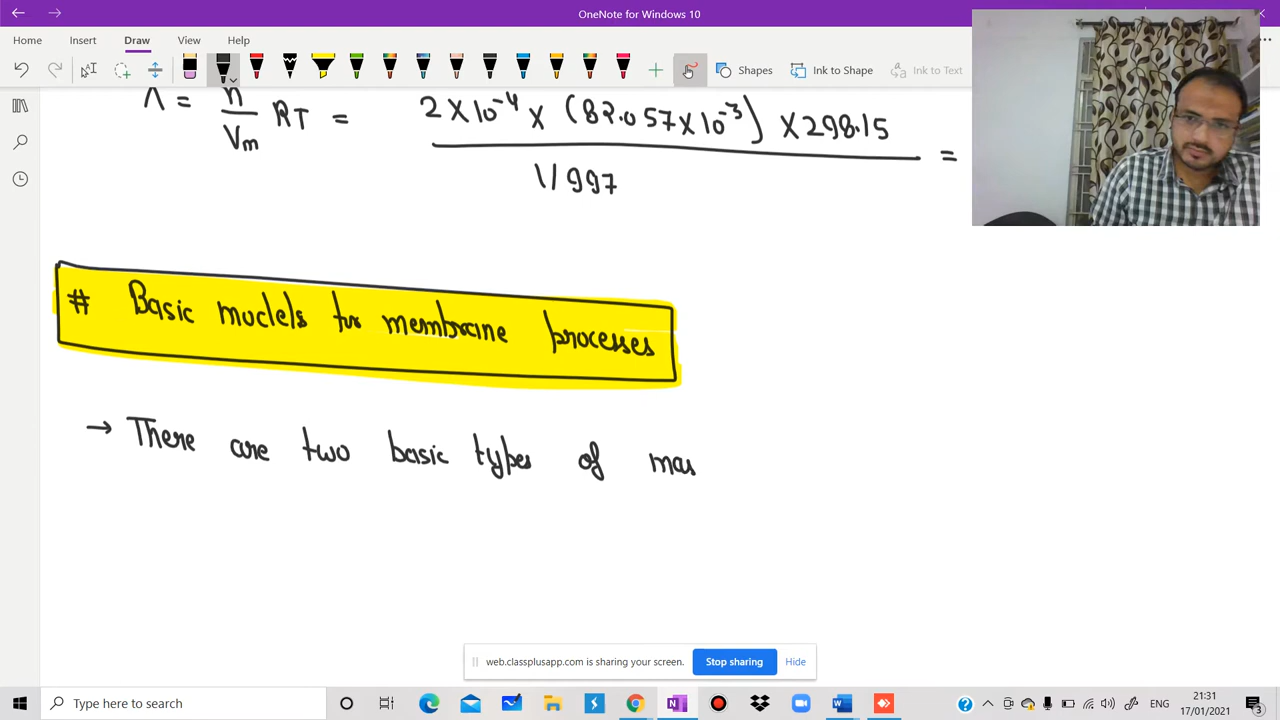 OneNote for Windows 10
Home Insert Draw View Help
Shapes Ink to Shape Ink to Text
π = n/Vm RT = 2 × 10⁻⁴ × (82.057 × 10⁻³) × 298.15 / 11997 =
# Basic models for membrane processes
→ There are two basic types of mas
web.classplusapp.com is sharing your screen. Stop sharing Hide
Type here to search
ENG
21:31
17/01/2021
3